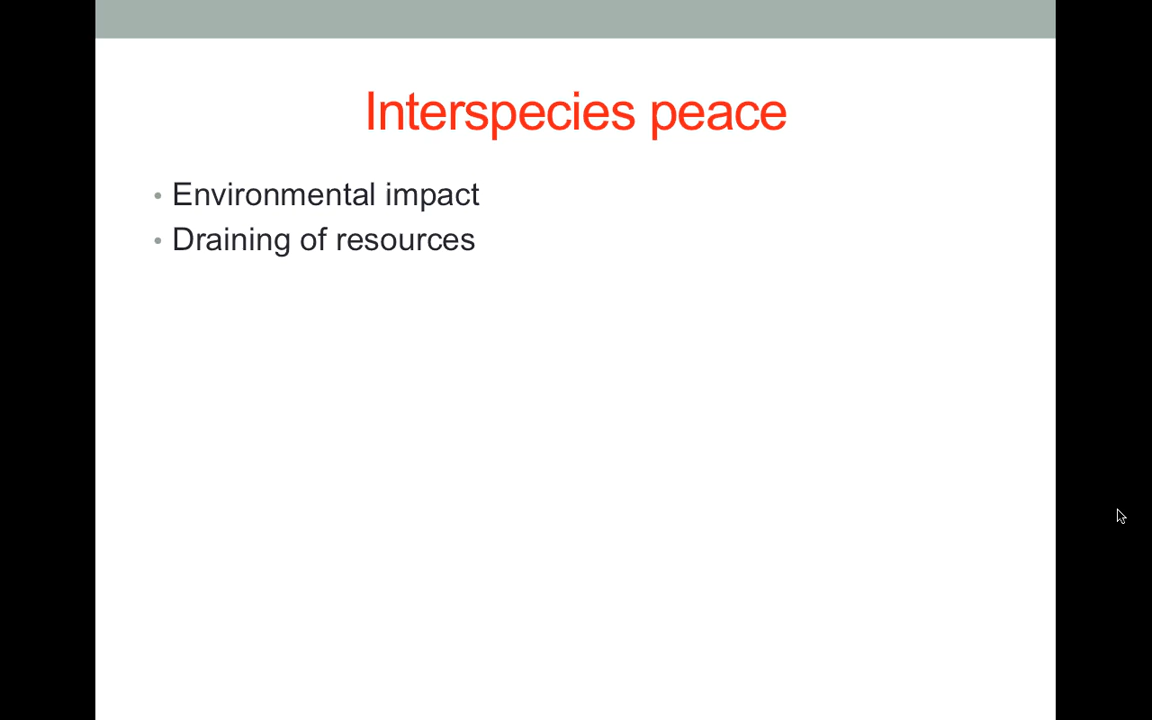 Interspecies peace
• Environmental impact
• Draining of resources